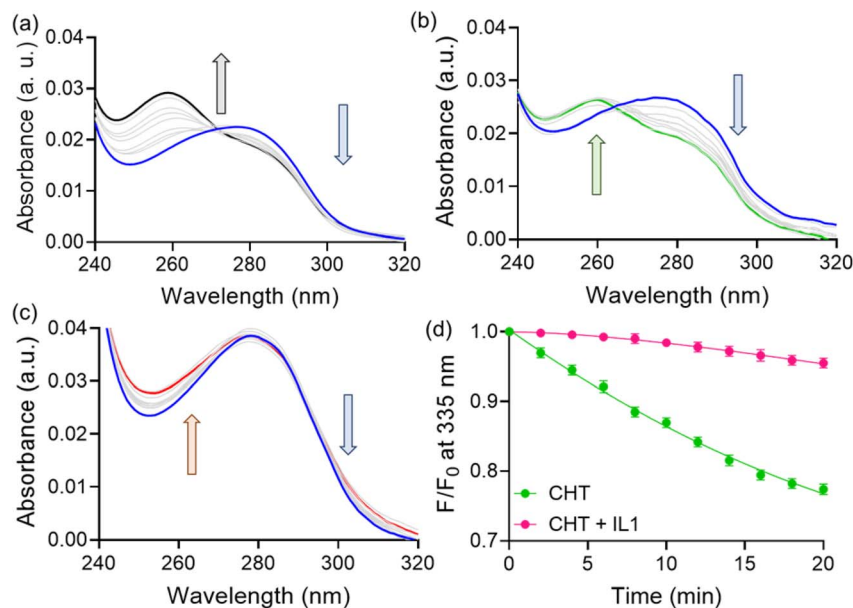 (a)
0.04
0.03
0.02
0.01
0.00
Absorbance (a. u.)
240 260 280 300 320
Wavelength (nm)
(b)
0.04
0.03
0.02
0.01
0.00
Absorbance (a.u.)
240 260 280 300 320
Wavelength (nm)
(c)
0.04
0.03
0.02
0.01
0.00
Absorbance (a.u.)
240 260 280 300 320
Wavelength (nm)
(d)
1.0
0.9
0.8
0.7
F/F₀ at 335 nm
CHT
CHT + IL1
0 5 10 15 20
Time (min)